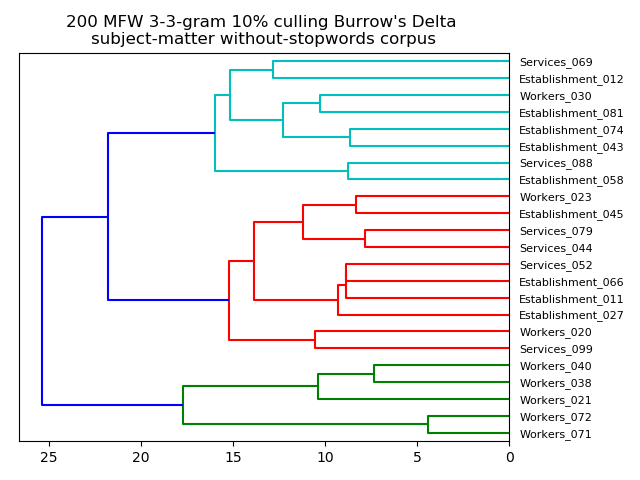 200 MFW 3-3-gram 10% culling Burrow's Delta
subject-matter without-stopwords corpus
Services_069
Establishment_012
Workers_030
Establishment_081
Establishment_074
Establishment_043
Services_088
Establishment_058
Workers_023
Establishment_045
Services_079
Services_044
Services_052
Establishment_066
Establishment_011
Establishment_027
Workers_020
Services_099
Workers_040
Workers_038
Workers_021
Workers_072
Workers_071
25 20 15 10 5 0